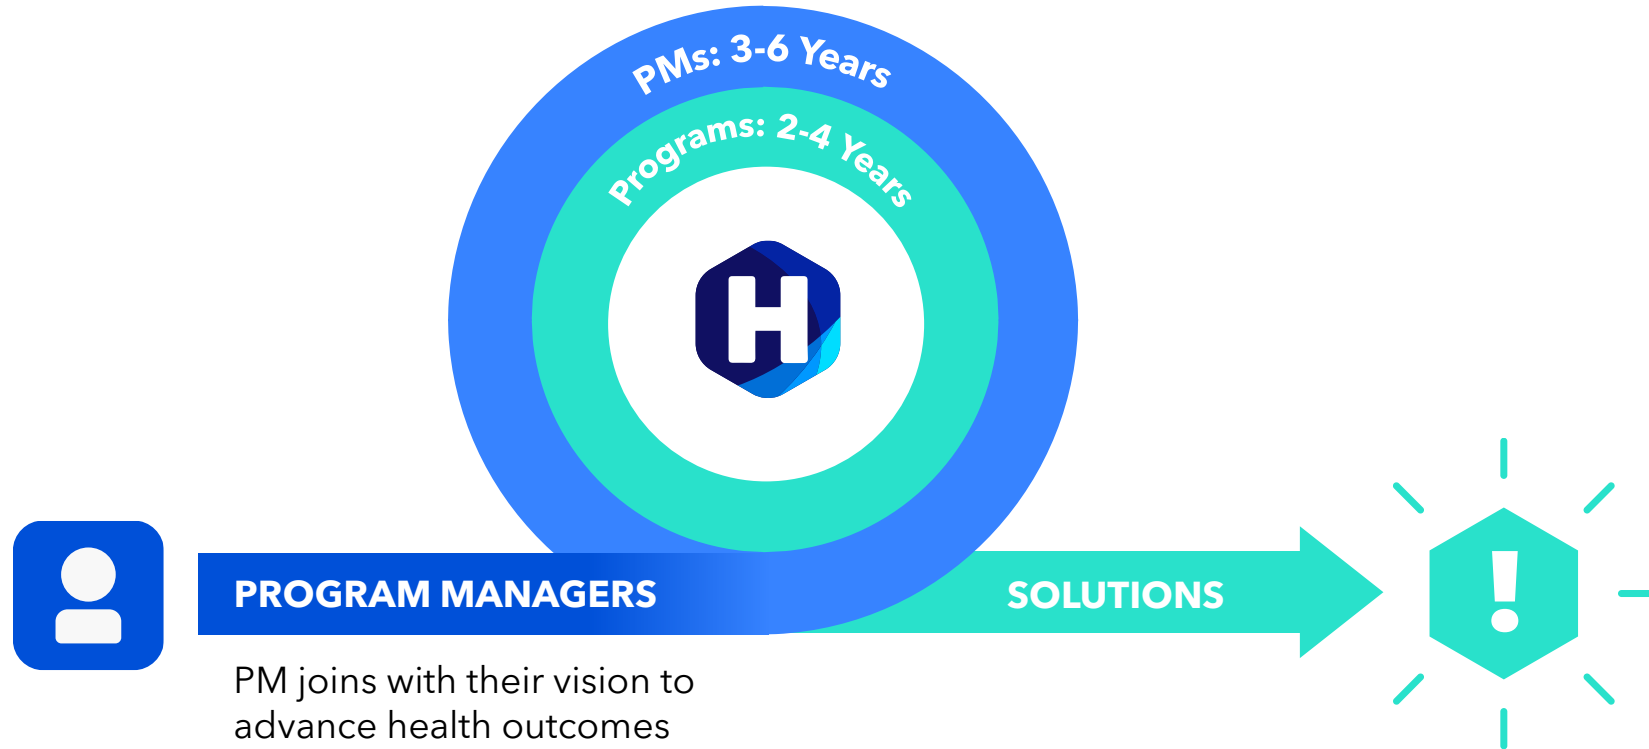 PMs: 3-6 Years
Programs: 2-4 Years
H
PROGRAM MANAGERS
SOLUTIONS
!
PM joins with their vision to
advance health outcomes